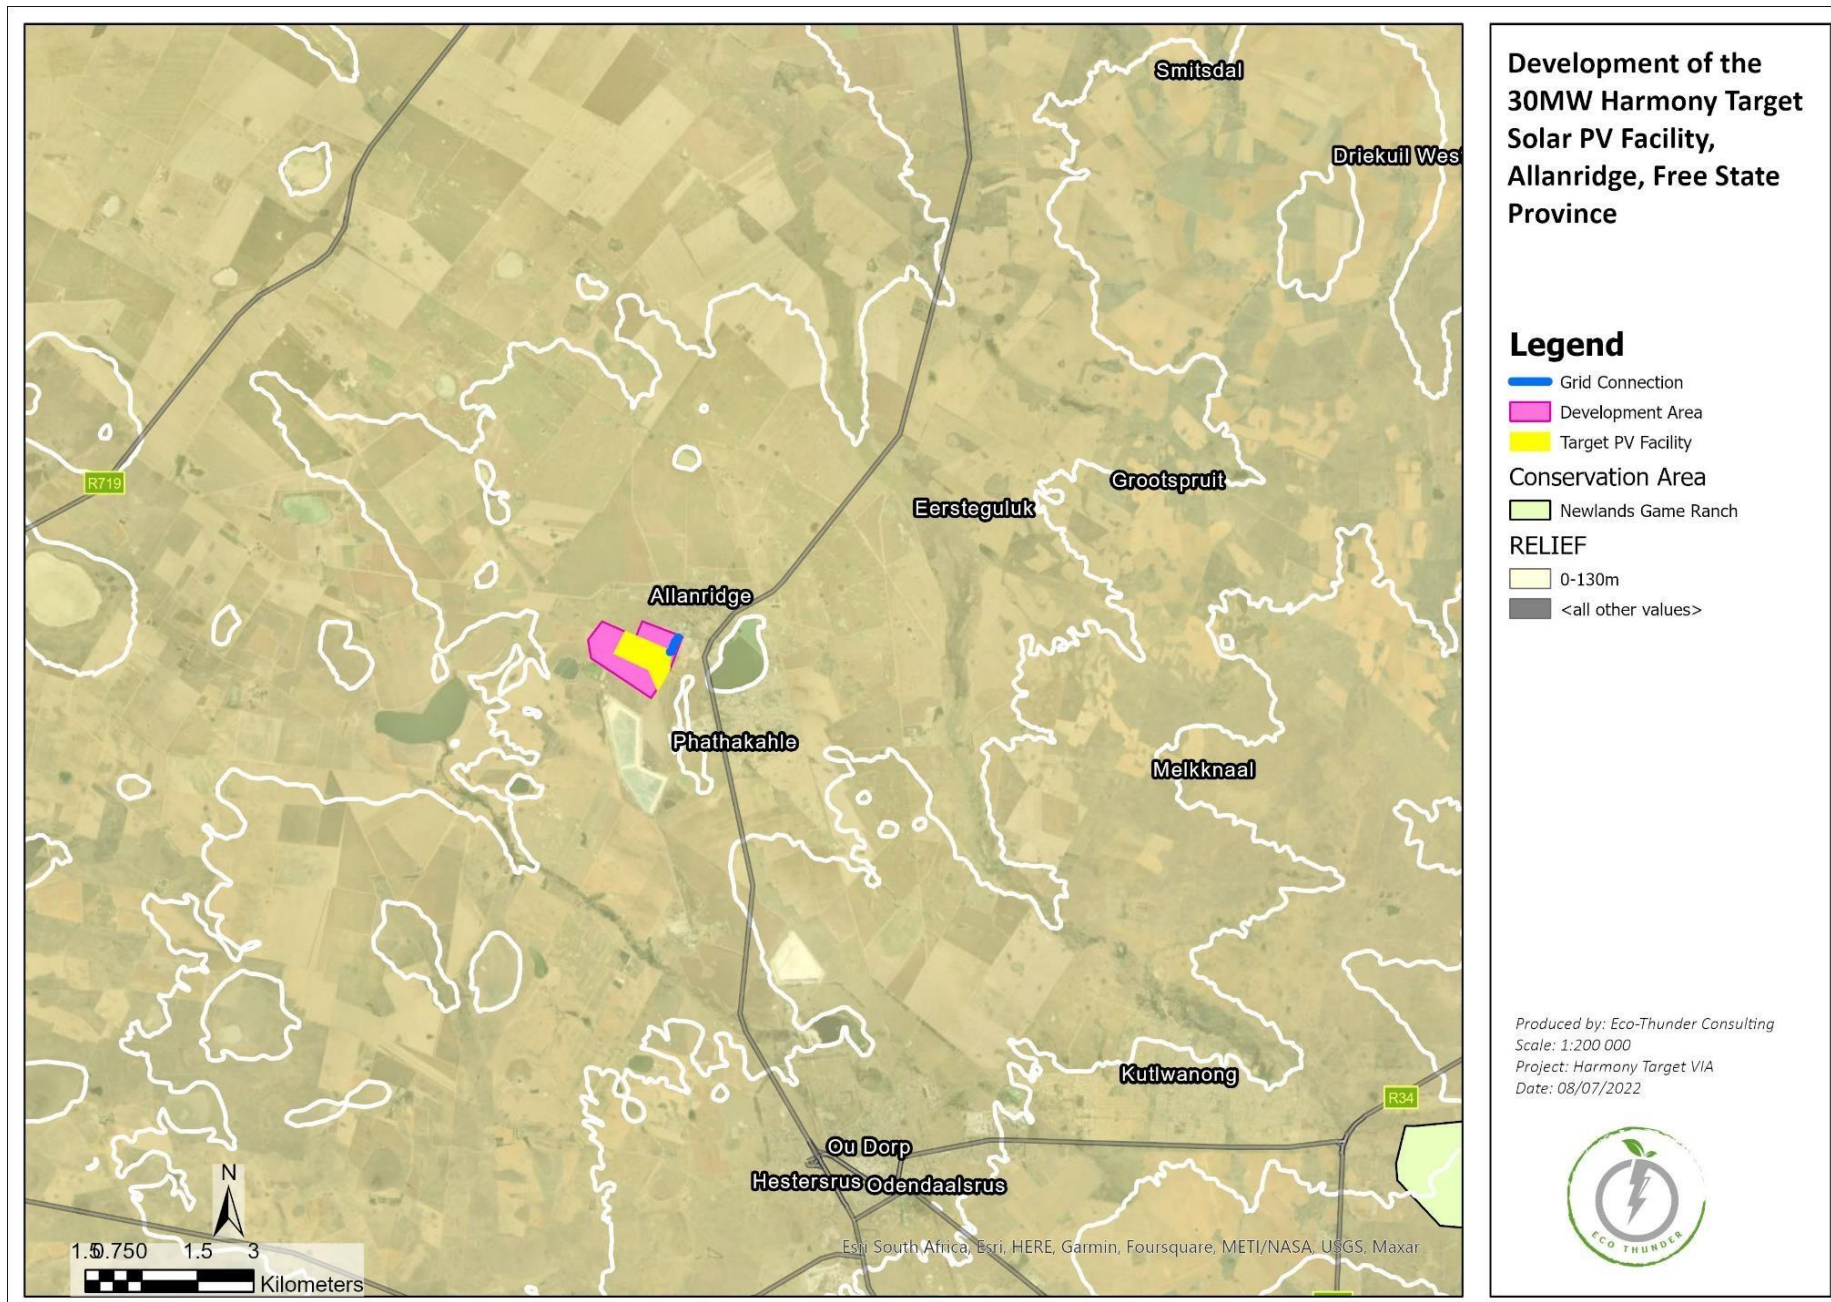 Smitsdal
Driekuil Wes
R719
Grootspruit
Eersteguluk
Allanridge
Phathakahle
Melkknaal
Kutlwanong
R34
Ou Dorp
Hestersrus
Odendaalsrus
N
1.5 0.75 0 1.5 3
Kilometers
Esri South Africa, Esri, HERE, Garmin, Foursquare, METI/NASA, USGS, Maxar
Development of the
30MW Harmony Target
Solar PV Facility,
Allanridge, Free State
Province
Legend
Grid Connection
Development Area
Target PV Facility
Conservation Area
Newlands Game Ranch
RELIEF
0-130m
<all other values>
Produced by: Eco-Thunder Consulting
Scale: 1:200 000
Project: Harmony Target VIA
Date: 08/07/2022
ECO THUNDER